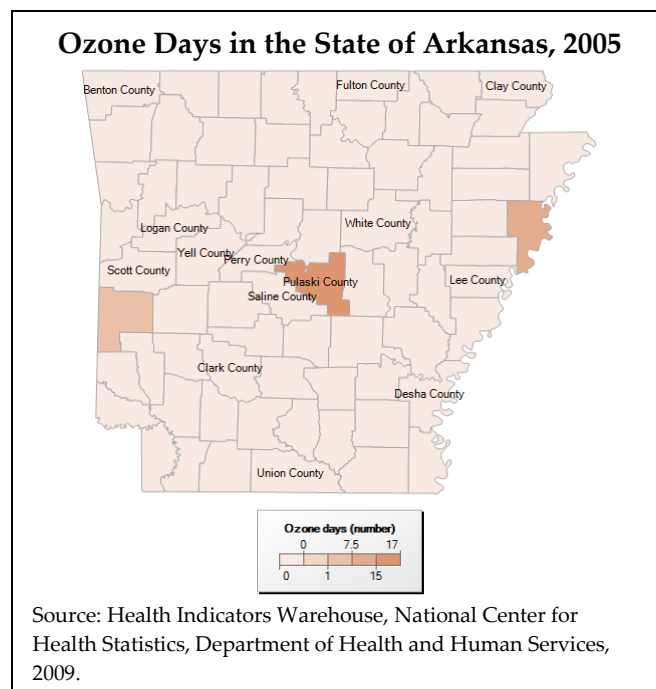 Ozone Days in the State of Arkansas, 2005
Benton County
Fulton County
Clay County
Logan County
White County
Yell County
Perry County
Scott County
Pulaski County
Lee County
Saline County
Clark County
Desha County
Union County
Ozone days (number)
0 7.5 17
0 1 15
Source: Health Indicators Warehouse, National Center for
Health Statistics, Department of Health and Human Services,
2009.